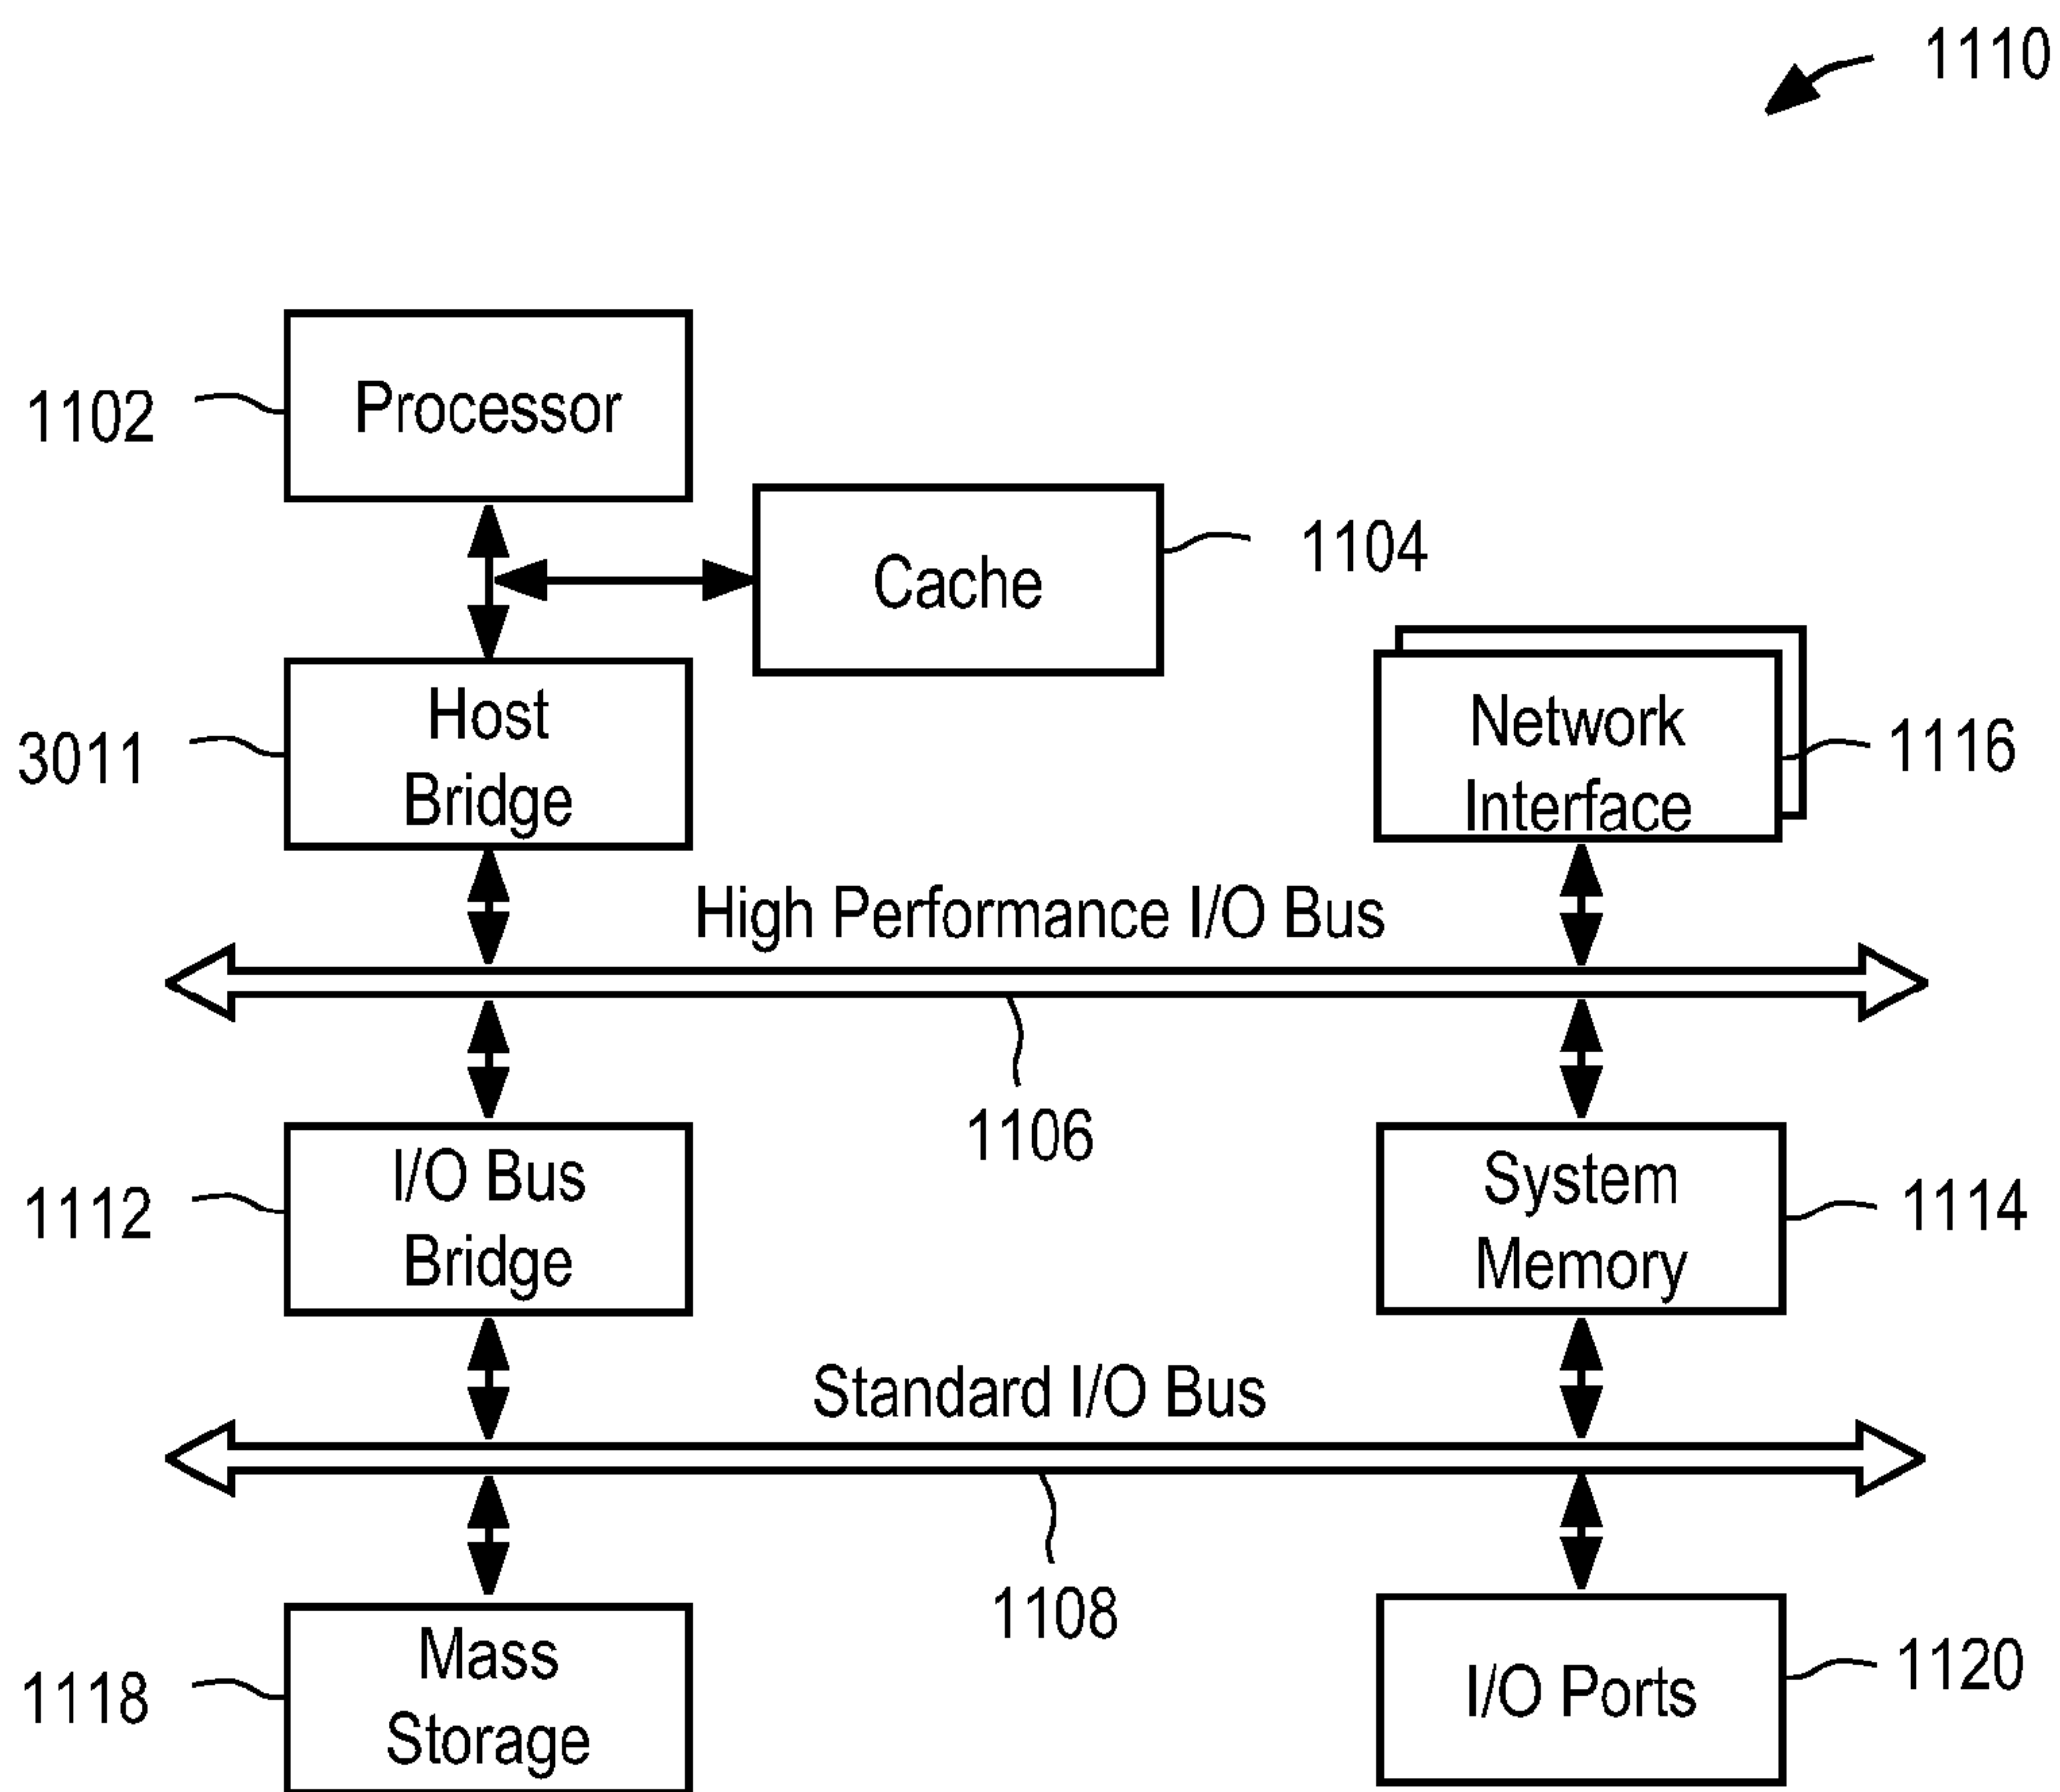 1110
1102
Processor
Cache
1104
3011
Host
Bridge
Network
Interface
1116
High Performance I/O Bus
1106
1112
I/O Bus
Bridge
System
Memory
1114
Standard I/O Bus
1108
1118
Mass
Storage
I/O Ports
1120